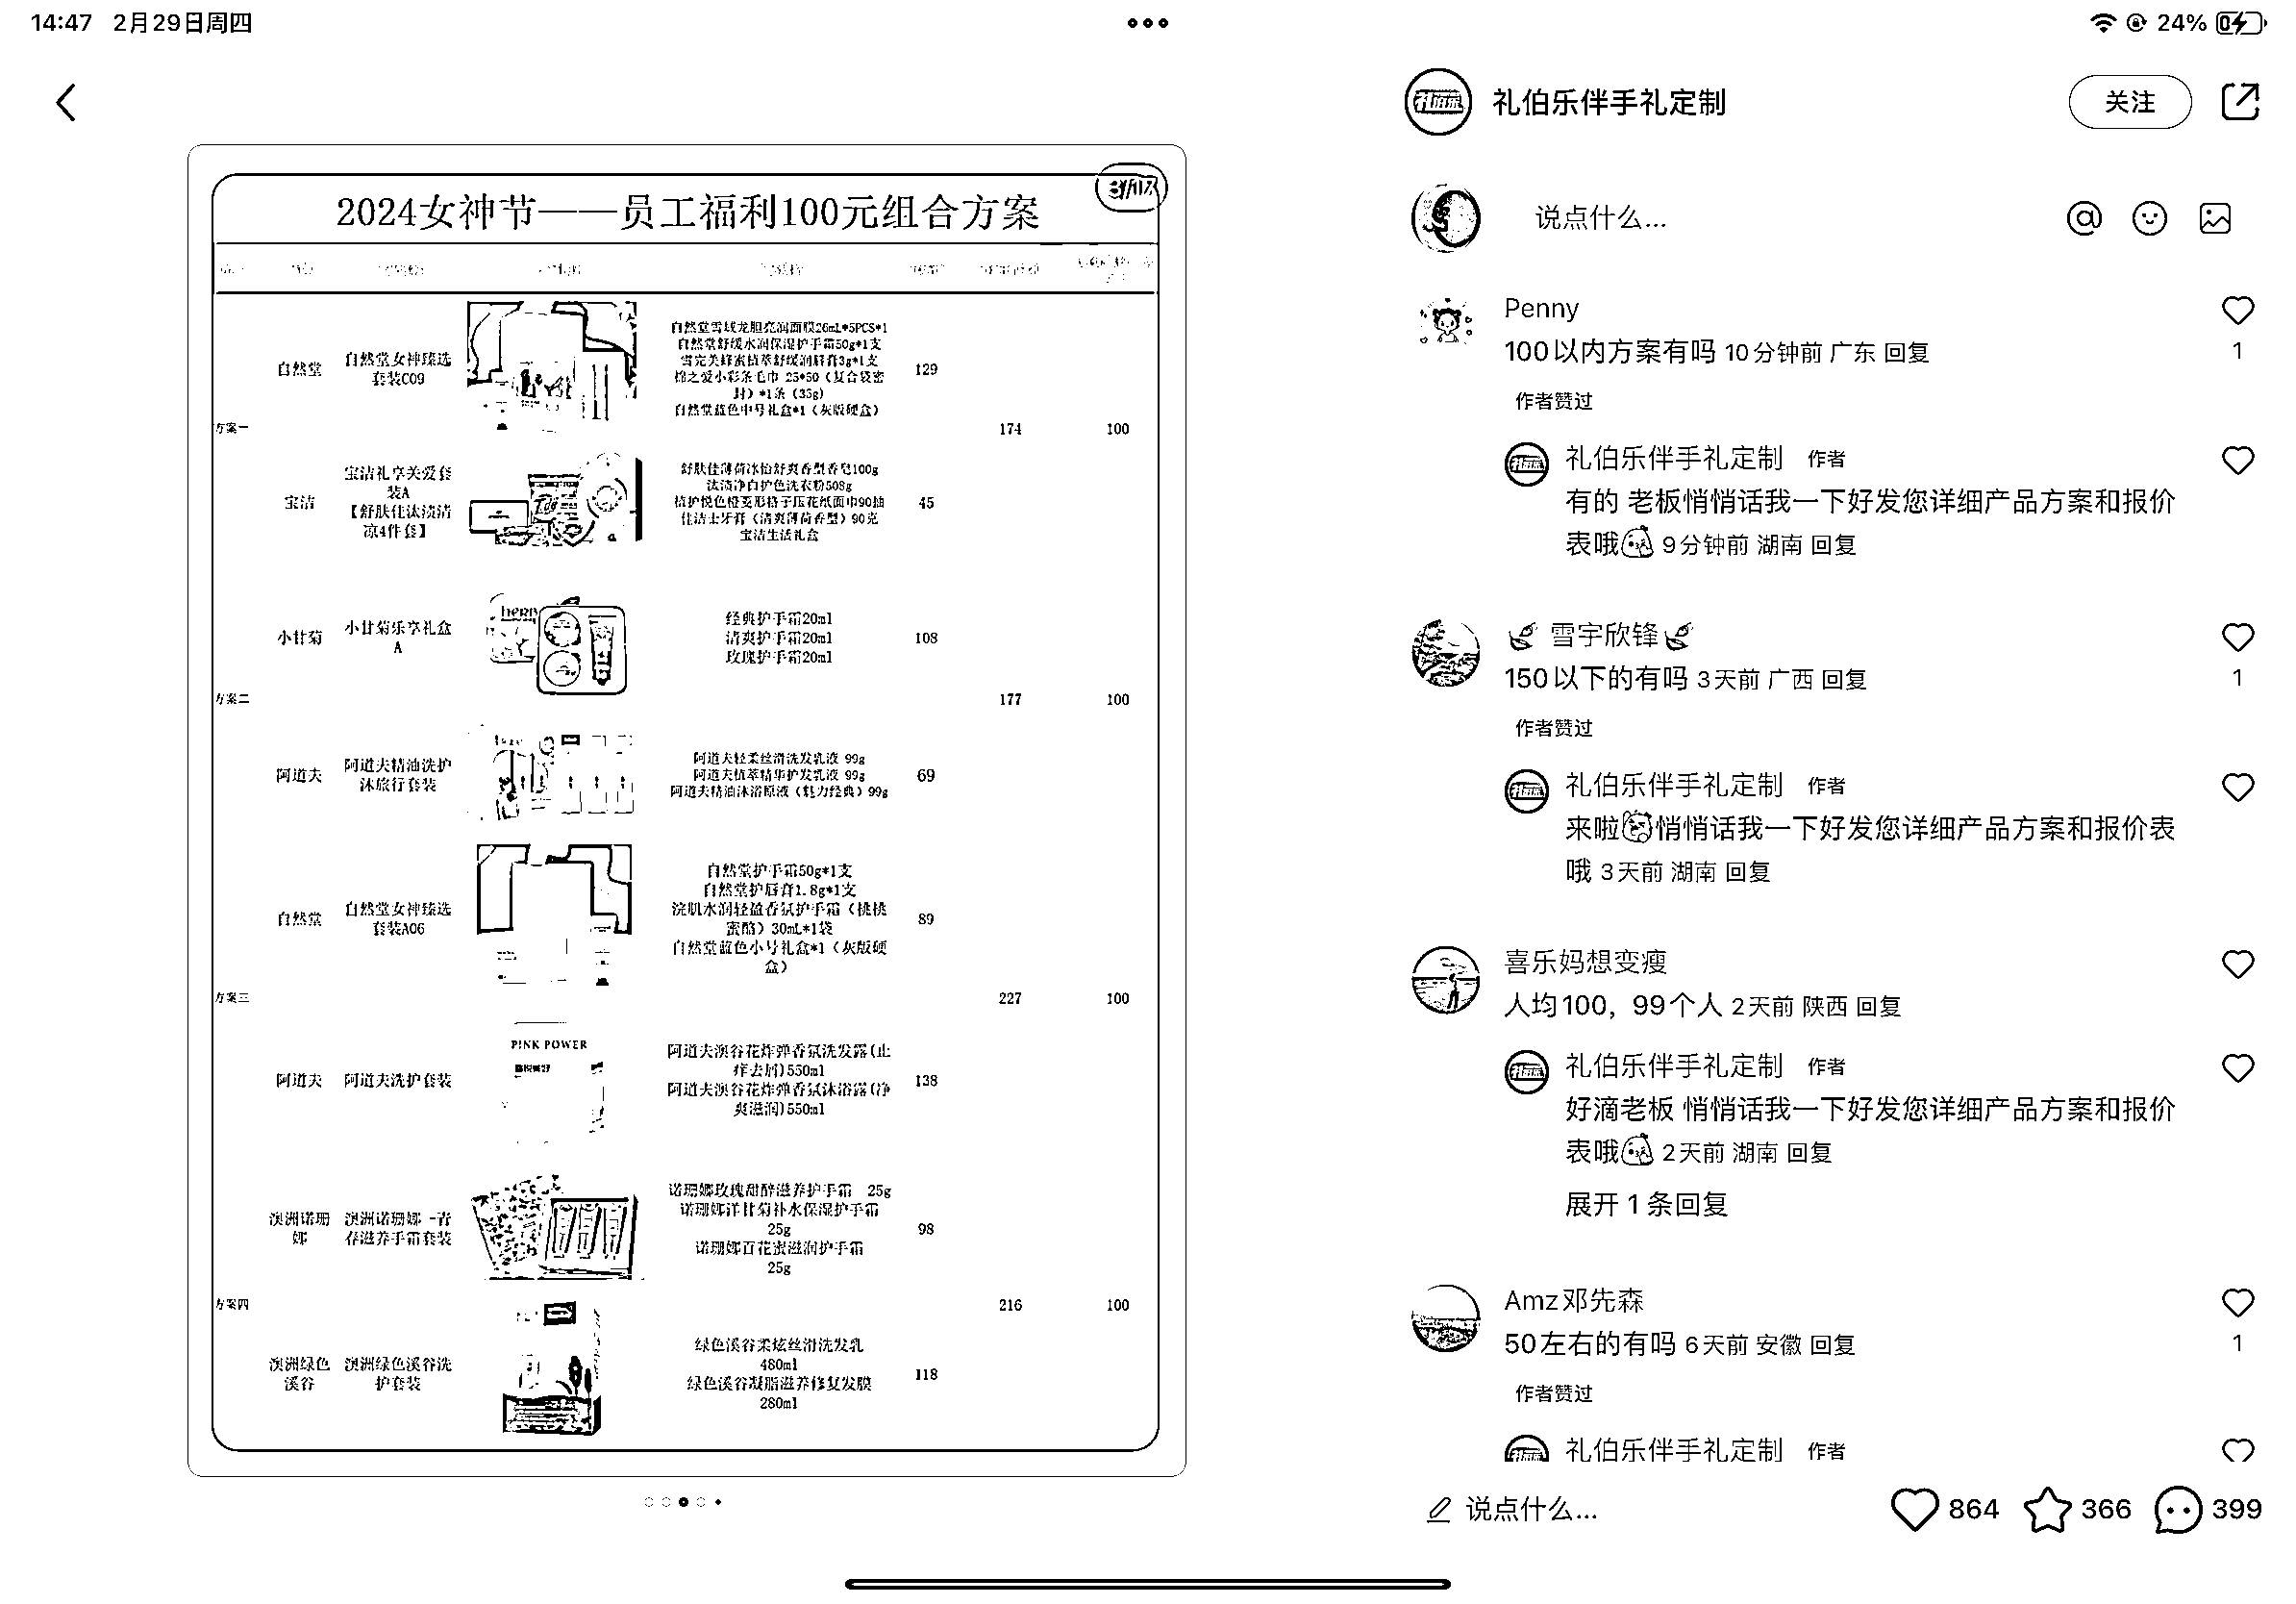 14:47 2月29日周四
24%
礼伯乐伴手礼定制
关注
2024女神节——员工福利100元组合方案
方案一
自然堂
自然堂女神臻选
套装C09
自然堂雪域龙胆亮润面膜26mL*5PCS*1
自然堂舒缓水润保湿护手霜50g*1支
雪完美蜂蜜植萃舒缓润唇膏3g*1支
棉之爱小彩条毛巾 25*50（复合袋密
封）*1条（35g）
自然堂蓝色中号礼盒*1（灰版硬盒）
129
174
100
宝洁
宝洁礼享关爱套
装A
【舒肤佳汰渍清
凉4件套】
舒肤佳薄荷冰怡舒爽香型香皂100g
汰渍净白护色洗衣粉508g
植护悦色橙菱形格子压花纸面巾90抽
佳洁士牙膏（清爽薄荷香型）90克
宝洁生活礼盒
45
方案二
小甘菊
小甘菊乐享礼盒
A
经典护手霜20ml
清爽护手霜20ml
玫瑰护手霜20ml
108
177
100
阿道夫
阿道夫精油洗护
沐旅行套装
阿道夫轻柔丝滑洗发乳液 99g
阿道夫植萃精华护发乳液 99g
阿道夫精油沐浴原液（魅力经典）99g
69
方案三
自然堂
自然堂女神臻选
套装A06
自然堂护手霜50g*1支
自然堂护唇膏1.8g*1支
浣肌水润轻盈香氛护手霜（桃桃
蜜酪）30mL*1袋
自然堂蓝色小号礼盒*1（灰版硬
盒）
89
227
100
阿道夫
阿道夫洗护套装
PINK POWER
阿道夫澳谷花炸弹香氛洗发露(止
痒去屑)550ml
阿道夫澳谷花炸弹香氛沐浴露(净
爽滋润)550ml
138
方案四
澳洲诺珊
娜
澳洲诺珊娜 -青
春滋养手霜套装
诺珊娜玫瑰甜醉滋养护手霜 25g
诺珊娜洋甘菊补水保湿护手霜
25g
诺珊娜百花蜜滋润护手霜
25g
98
216
100
澳洲绿色
溪谷
澳洲绿色溪谷洗
护套装
绿色溪谷柔炫丝滑洗发乳
480ml
绿色溪谷凝脂滋养修复发膜
280ml
118
说点什么...
Penny
100以内方案有吗 10分钟前 广东 回复
1
作者赞过
礼伯乐伴手礼定制 作者
有的 老板悄悄话我一下好发您详细产品方案和报价
表哦 9分钟前 湖南 回复
雪宇欣锋
150以下的有吗 3天前 广西 回复
1
作者赞过
礼伯乐伴手礼定制 作者
来啦悄悄话我一下好发您详细产品方案和报价表
哦 3天前 湖南 回复
喜乐妈想变瘦
人均100，99个人 2天前 陕西 回复
礼伯乐伴手礼定制 作者
好滴老板 悄悄话我一下好发您详细产品方案和报价
表哦 2天前 湖南 回复
展开 1 条回复
Amz邓先森
50左右的有吗 6天前 安徽 回复
1
作者赞过
礼伯乐伴手礼定制 作者
说点什么...
864
366
399